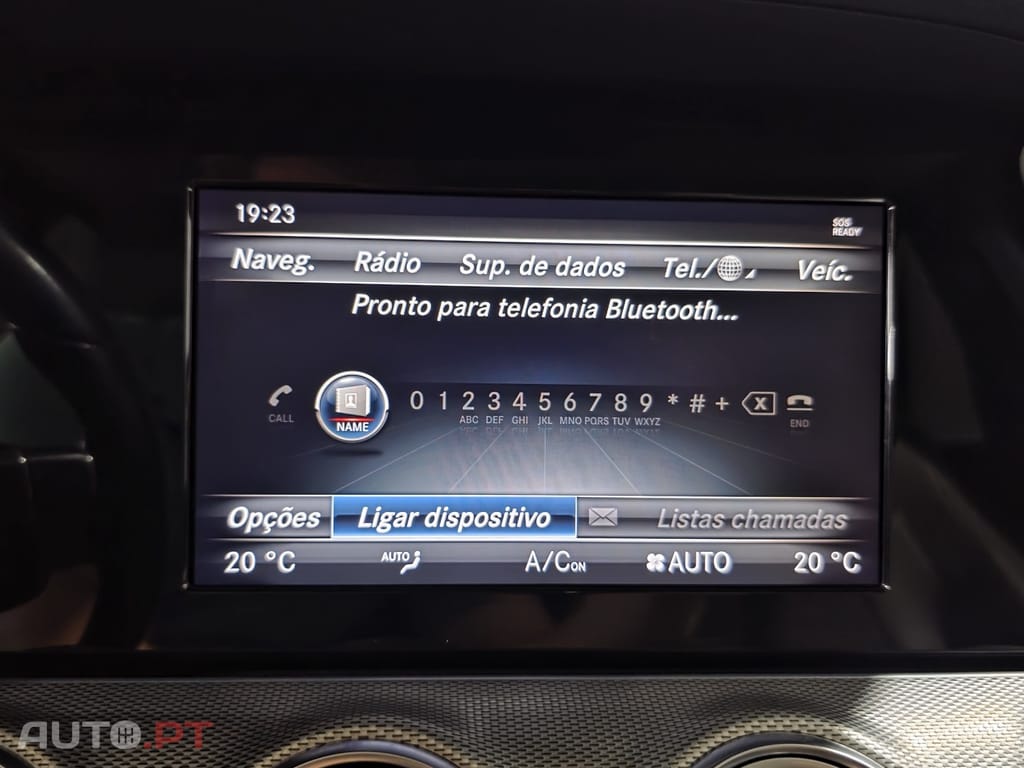 19:23
SOS READY
Naveg. Rádio Sup. de dados Tel./ Veíc.
Pronto para telefonia Bluetooth...
CALL NAME 0 1 2 3 4 5 6 7 8 9 * # + X END
ABC DEF GHI JKL MNO PQRS TUV WXYZ
Opções Ligar dispositivo Listas chamadas
20 °C AUTO A/C ON AUTO 20 °C
AUTO.PT